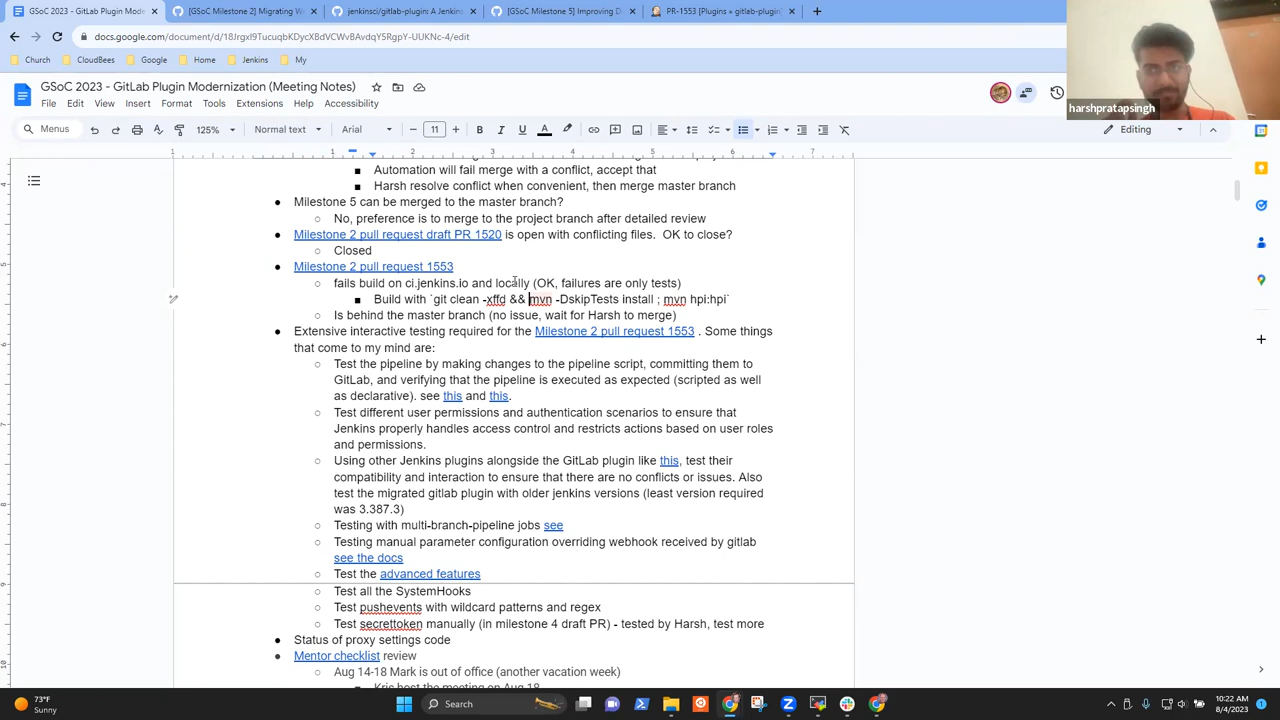 GSoC 2023 - GitLab Plugin Moderniz
[GSoC Milestone 2] Migrating W
jenkinsci/gitlab-plugin: A Jenkins
[GSoC Milestone 5] Improving D
PR-1553 [Plugins » gitlab-plugin]
docs.google.com/document/d/18JrgxI9TucuqbKDycXBdVCWvBAvdqY5RgpY-UUKNc-4/edit
Church
CloudBees
Google
Home
Jenkins
My
harshpratapsingh
GSoC 2023 - GitLab Plugin Modernization (Meeting Notes)
File Edit View Insert Format Tools Extensions Help Accessibility
Menus
125%
Normal text
Arial
11
Editing
Automation will fail merge with a conflict, accept that
Harsh resolve conflict when convenient, then merge master branch
Milestone 5 can be merged to the master branch?
No, preference is to merge to the project branch after detailed review
Milestone 2 pull request draft PR 1520 is open with conflicting files. OK to close?
Closed
Milestone 2 pull request 1553
fails build on ci.jenkins.io and locally (OK, failures are only tests)
Build with `git clean -xffd && mvn -DskipTests install ; mvn hpi:hpi`
Is behind the master branch (no issue, wait for Harsh to merge)
Extensive interactive testing required for the Milestone 2 pull request 1553 . Some things
that come to my mind are:
Test the pipeline by making changes to the pipeline script, committing them to
GitLab, and verifying that the pipeline is executed as expected (scripted as well
as declarative). see this and this.
Test different user permissions and authentication scenarios to ensure that
Jenkins properly handles access control and restricts actions based on user roles
and permissions.
Using other Jenkins plugins alongside the GitLab plugin like this, test their
compatibility and interaction to ensure that there are no conflicts or issues. Also
test the migrated gitlab plugin with older jenkins versions (least version required
was 3.387.3)
Testing with multi-branch-pipeline jobs see
Testing manual parameter configuration overriding webhook received by gitlab
see the docs
Test the advanced features
Test all the SystemHooks
Test pushevents with wildcard patterns and regex
Test secrettoken manually (in milestone 4 draft PR) - tested by Harsh, test more
Status of proxy settings code
Mentor checklist review
Aug 14-18 Mark is out of office (another vacation week)
Kris host the meeting on Aug 18
73°F
Sunny
Search
10:22 AM
8/4/2023